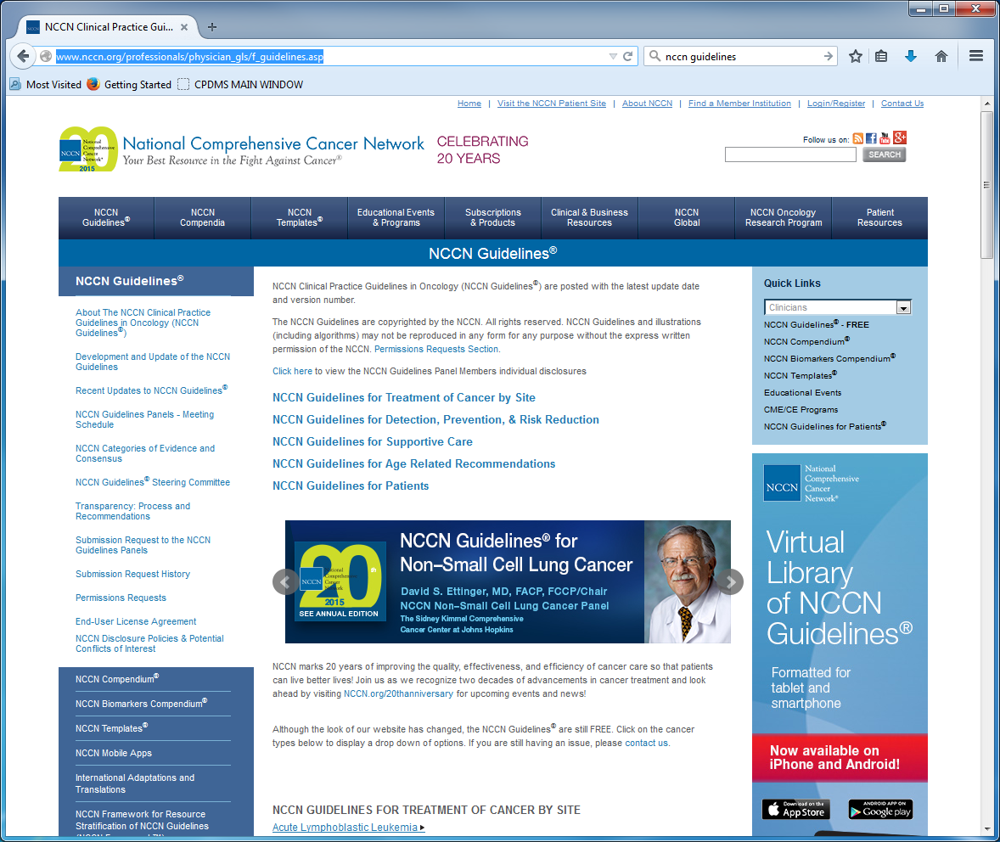 NCCN Clinical Practice Gui...
www.nccn.org/professionals/physician_gls/f_guidelines.asp
nccn guidelines
Most Visited
Getting Started
CPDMS MAIN WINDOW
Home | Visit the NCCN Patient Site | About NCCN | Find a Member Institution | Login/Register | Contact Us
20
NCCN
National
Comprehensive
Cancer
Network®
2015
National Comprehensive Cancer Network
Your Best Resource in the Fight Against Cancer®
CELEBRATING
20 YEARS
Follow us on:
SEARCH
NCCN
Guidelines®
NCCN
Compendia
NCCN
Templates®
Educational Events
& Programs
Subscriptions
& Products
Clinical & Business
Resources
NCCN
Global
NCCN Oncology
Research Program
Patient
Resources
NCCN Guidelines®
NCCN Guidelines®
About The NCCN Clinical Practice
Guidelines in Oncology (NCCN
Guidelines®)
Development and Update of the NCCN
Guidelines
Recent Updates to NCCN Guidelines®
NCCN Guidelines Panels - Meeting
Schedule
NCCN Categories of Evidence and
Consensus
NCCN Guidelines® Steering Committee
Transparency: Process and
Recommendations
Submission Request to the NCCN
Guidelines Panels
Submission Request History
Permissions Requests
End-User License Agreement
NCCN Disclosure Policies & Potential
Conflicts of Interest
NCCN Compendium®
NCCN Biomarkers Compendium®
NCCN Templates®
NCCN Mobile Apps
International Adaptations and
Translations
NCCN Framework for Resource
Stratification of NCCN Guidelines
NCCN Clinical Practice Guidelines in Oncology (NCCN Guidelines®) are posted with the latest update date
and version number.
The NCCN Guidelines are copyrighted by the NCCN. All rights reserved. NCCN Guidelines and illustrations
(including algorithms) may not be reproduced in any form for any purpose without the express written
permission of the NCCN. Permissions Requests Section.
Click here to view the NCCN Guidelines Panel Members individual disclosures
NCCN Guidelines for Treatment of Cancer by Site
NCCN Guidelines for Detection, Prevention, & Risk Reduction
NCCN Guidelines for Supportive Care
NCCN Guidelines for Age Related Recommendations
NCCN Guidelines for Patients
20th
NCCN
National
Comprehensive
Cancer
Network
2015
SEE ANNUAL EDITION
NCCN Guidelines® for
Non–Small Cell Lung Cancer
David S. Ettinger, MD, FACP, FCCP/Chair
NCCN Non–Small Cell Lung Cancer Panel
The Sidney Kimmel Comprehensive
Cancer Center at Johns Hopkins
NCCN marks 20 years of improving the quality, effectiveness, and efficiency of cancer care so that patients
can live better lives! Join us as we recognize two decades of advancements in cancer treatment and look
ahead by visiting NCCN.org/20thanniversary for upcoming events and news!
Although the look of our website has changed, the NCCN Guidelines® are still FREE. Click on the cancer
types below to display a drop down of options. If you are still having an issue, please contact us.
NCCN GUIDELINES FOR TREATMENT OF CANCER BY SITE
Acute Lymphoblastic Leukemia
Quick Links
Clinicians
NCCN Guidelines® - FREE
NCCN Compendium®
NCCN Biomarkers Compendium®
NCCN Templates®
Educational Events
CME/CE Programs
NCCN Guidelines for Patients®
NCCN
National
Comprehensive
Cancer
Network®
Virtual
Library
of NCCN
Guidelines®
Formatted for
tablet and
smartphone
Now available on
iPhone and Android!
Download on the
App Store
ANDROID APP ON
Google play